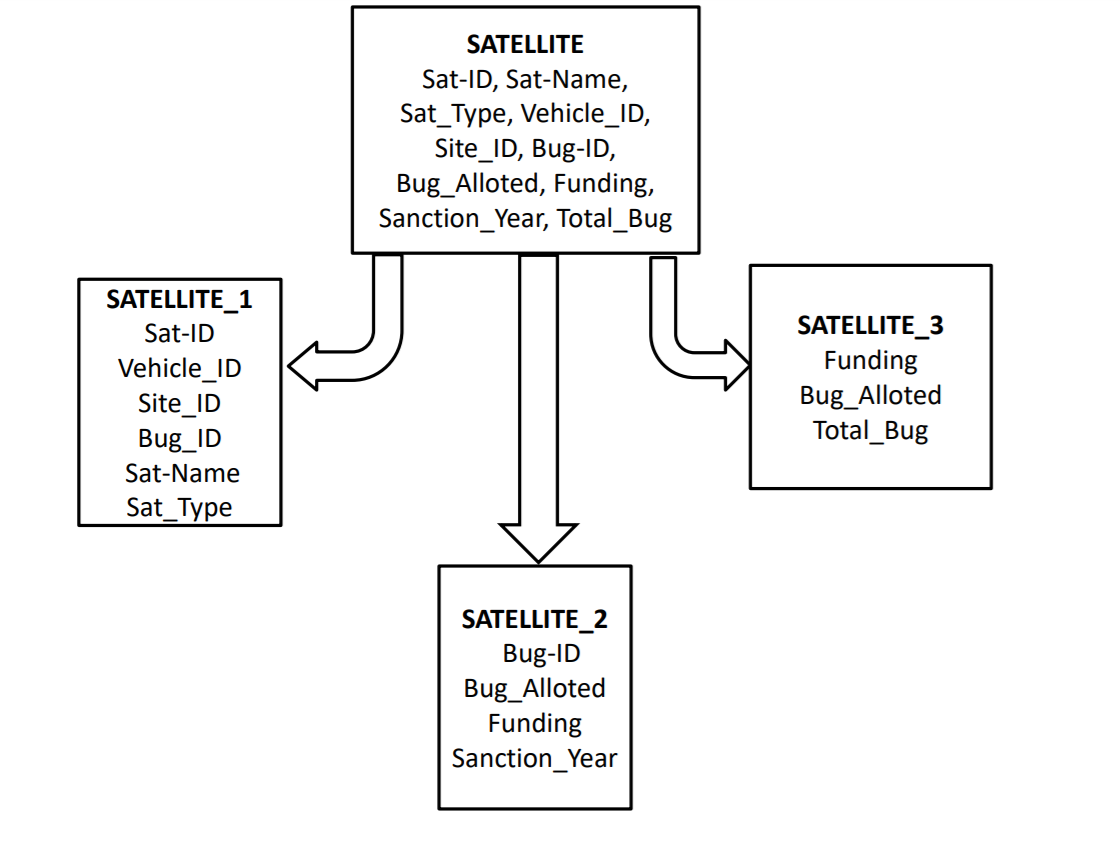 SATELLITE
Sat-ID, Sat-Name,
Sat_Type, Vehicle_ID,
Site_ID, Bug-ID,
Bug_Alloted, Funding,
Sanction_Year, Total_Bug
SATELLITE_1
Sat-ID
Vehicle_ID
Site_ID
Bug_ID
Sat-Name
Sat_Type
SATELLITE_3
Funding
Bug_Alloted
Total_Bug
SATELLITE_2
Bug-ID
Bug_Alloted
Funding
Sanction_Year